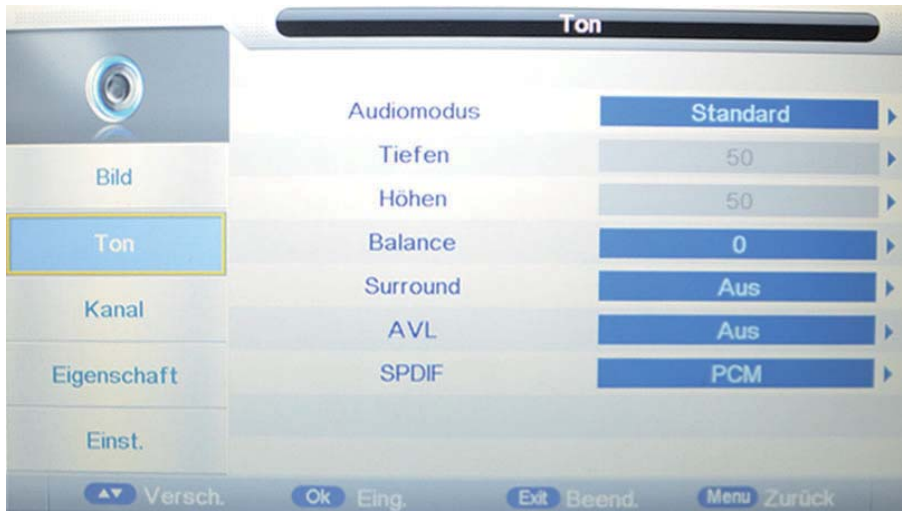 Ton
Bild
Ton
Kanal
Eigenschaft
Einst.
Audiomodus Standard
Tiefen 50
Höhen 50
Balance 0
Surround Aus
AVL Aus
SPDIF PCM
Versch. Ok Eing. Exit Beend. Menu Zurück